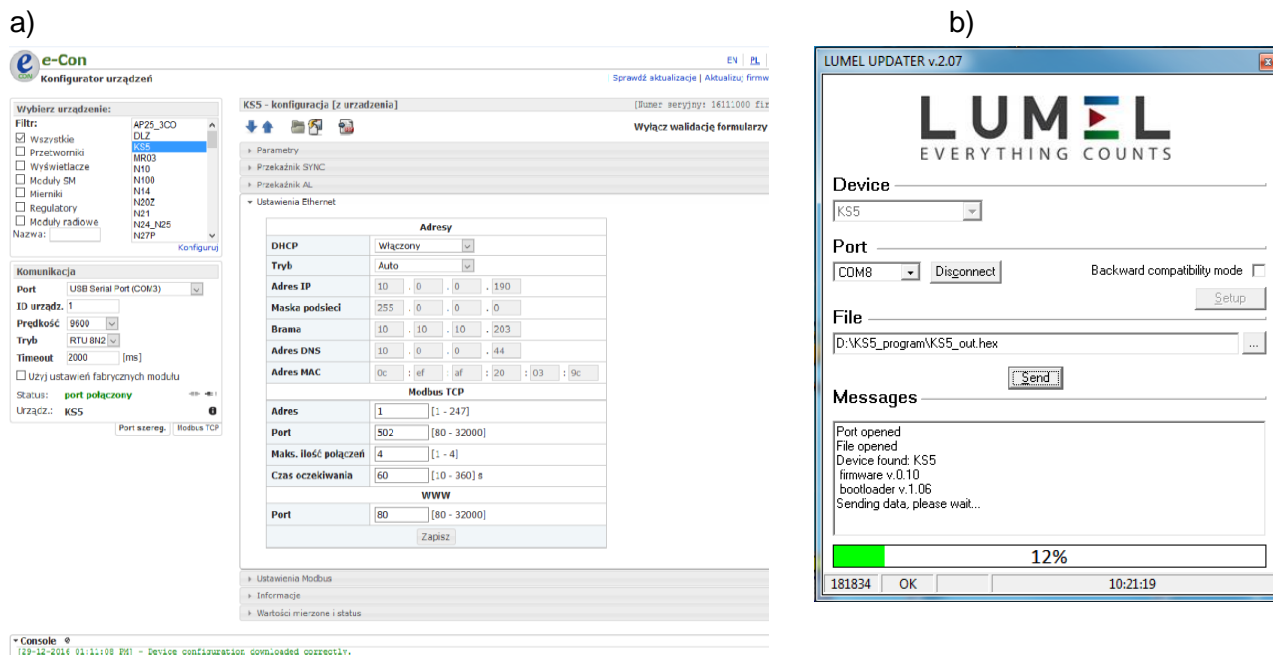 a)
b)
e-Con
Konfigurator urządzeń
EN PL
Sprawdź aktualizacje | Aktualizuj firmw
Wybierz urządzenie:
Filtr:
Wszystkie
Przetworniki
Wyświetlacze
Moduły SM
Mierniki
Regulatory
Moduły radiowe
Nazwa:
AP25_3CO
DLZ
KS5
MR03
N10
N100
N14
N20Z
N21
N24_N25
N27P
Konfiguruj
Komunikacja
Port USB Serial Port (COM3)
ID urządz. 1
Prędkość 9600
Tryb RTU 8N2
Timeout 2000 [ms]
Użyj ustawień fabrycznych modułu
Status: port połączony
Urządz.: KS5
Port szereg. Modbus TCP
KS5 - konfiguracja [z urzadzenia]
[Numer seryjny: 16111000 fir
Wyłącz walidację formularzy
Parametry
Przekaźnik SYNC
Przekaźnik AL
Ustawienia Ethernet
Adresy
DHCP Włączony
Tryb Auto
Adres IP 10 . 0 . 0 . 190
Maska podsieci 255 . 0 . 0 . 0
Brama 10 . 10 . 10 . 203
Adres DNS 10 . 0 . 0 . 44
Adres MAC 0c : ef : af : 20 : 03 : 9c
Modbus TCP
Adres 1 [1 - 247]
Port 502 [80 - 32000]
Maks. ilość połączeń 4 [1 - 4]
Czas oczekiwania 60 [10 - 360] s
WWW
Port 80 [80 - 32000]
Zapisz
Ustawienia Modbus
Informacje
Wartości mierzone i status
Console
[29-12-2016 01:11:08 PM] - Device configuration downloaded correctly.
LUMEL UPDATER v.2.07
LUMEL
EVERYTHING COUNTS
Device
KS5
Port
COM8 Disconnect Backward compatibility mode
Setup
File
D:\KS5_program\KS5_out.hex ...
Send
Messages
Port opened
File opened
Device found: KS5
firmware v.0.10
bootloader v.1.06
Sending data, please wait...
12%
181834 OK 10:21:19